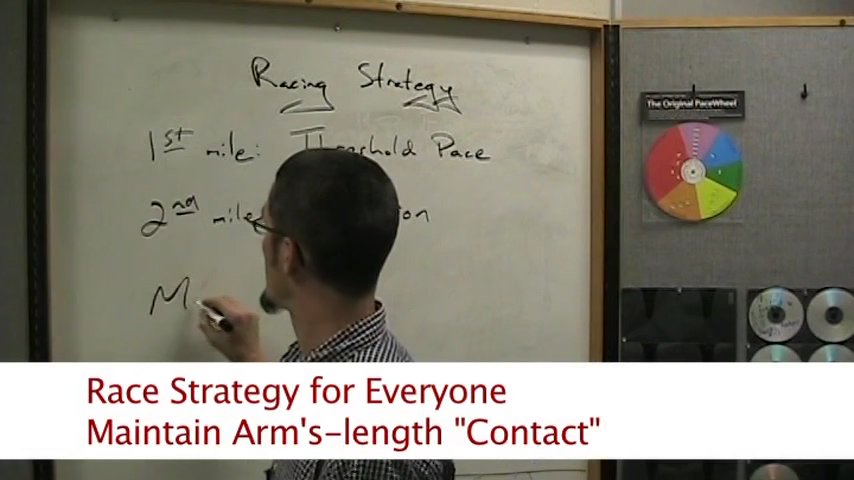 Racing Strategy
1st mile: Threshold Pace
2nd mile
M
The Original PaceWheel
Race Strategy for Everyone
Maintain Arm's-length "Contact"